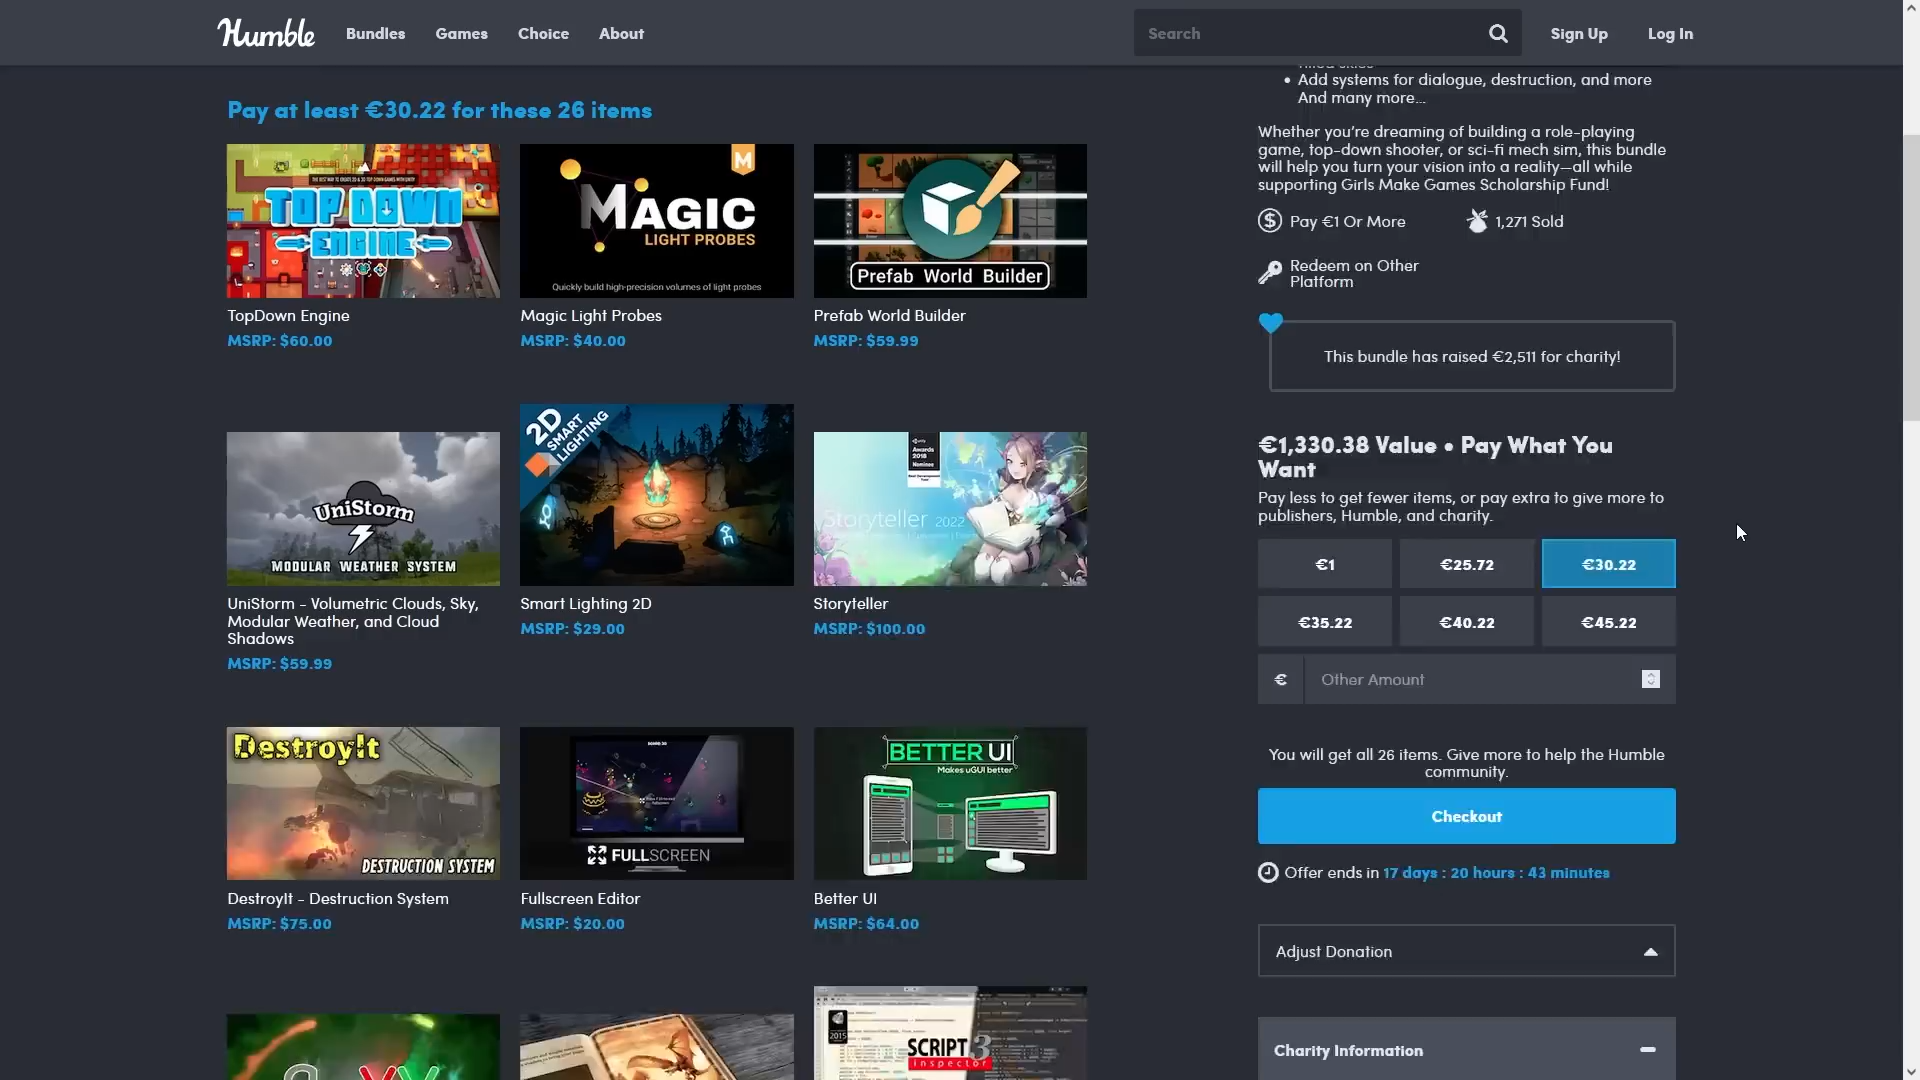 Humble
Bundles
Games
Choice
About
Search
Sign Up
Log In
Pay at least €30.22 for these 26 items
TOP DOWN
ENGINE
MAGIC
LIGHT PROBES
Quickly build high-precision volumes of light probes
Prefab World Builder
TopDown Engine
MSRP: $60.00
Magic Light Probes
MSRP: $40.00
Prefab World Builder
MSRP: $59.99
UniStorm
MODULAR WEATHER SYSTEM
2D
SMART
LIGHTING
Storyteller 2022
UniStorm - Volumetric Clouds, Sky,
Modular Weather, and Cloud
Shadows
MSRP: $59.99
Smart Lighting 2D
MSRP: $29.00
Storyteller
MSRP: $100.00
DestroyIt
DESTRUCTION SYSTEM
FULLSCREEN
BETTER UI
Makes uGUI better
DestroyIt - Destruction System
MSRP: $75.00
Fullscreen Editor
MSRP: $20.00
Better UI
MSRP: $64.00
2015
SCRIPT 3
inspector
• Add systems for dialogue, destruction, and more
And many more...
Whether you're dreaming of building a role-playing
game, top-down shooter, or sci-fi mech sim, this bundle
will help you turn your vision into a reality—all while
supporting Girls Make Games Scholarship Fund!
Pay €1 Or More
1,271 Sold
Redeem on Other
Platform
This bundle has raised €2,511 for charity!
€1,330.38 Value • Pay What You
Want
Pay less to get fewer items, or pay extra to give more to
publishers, Humble, and charity.
€1
€25.72
€30.22
€35.22
€40.22
€45.22
€
Other Amount
You will get all 26 items. Give more to help the Humble
community.
Checkout
Offer ends in 17 days : 20 hours : 43 minutes
Adjust Donation
Charity Information